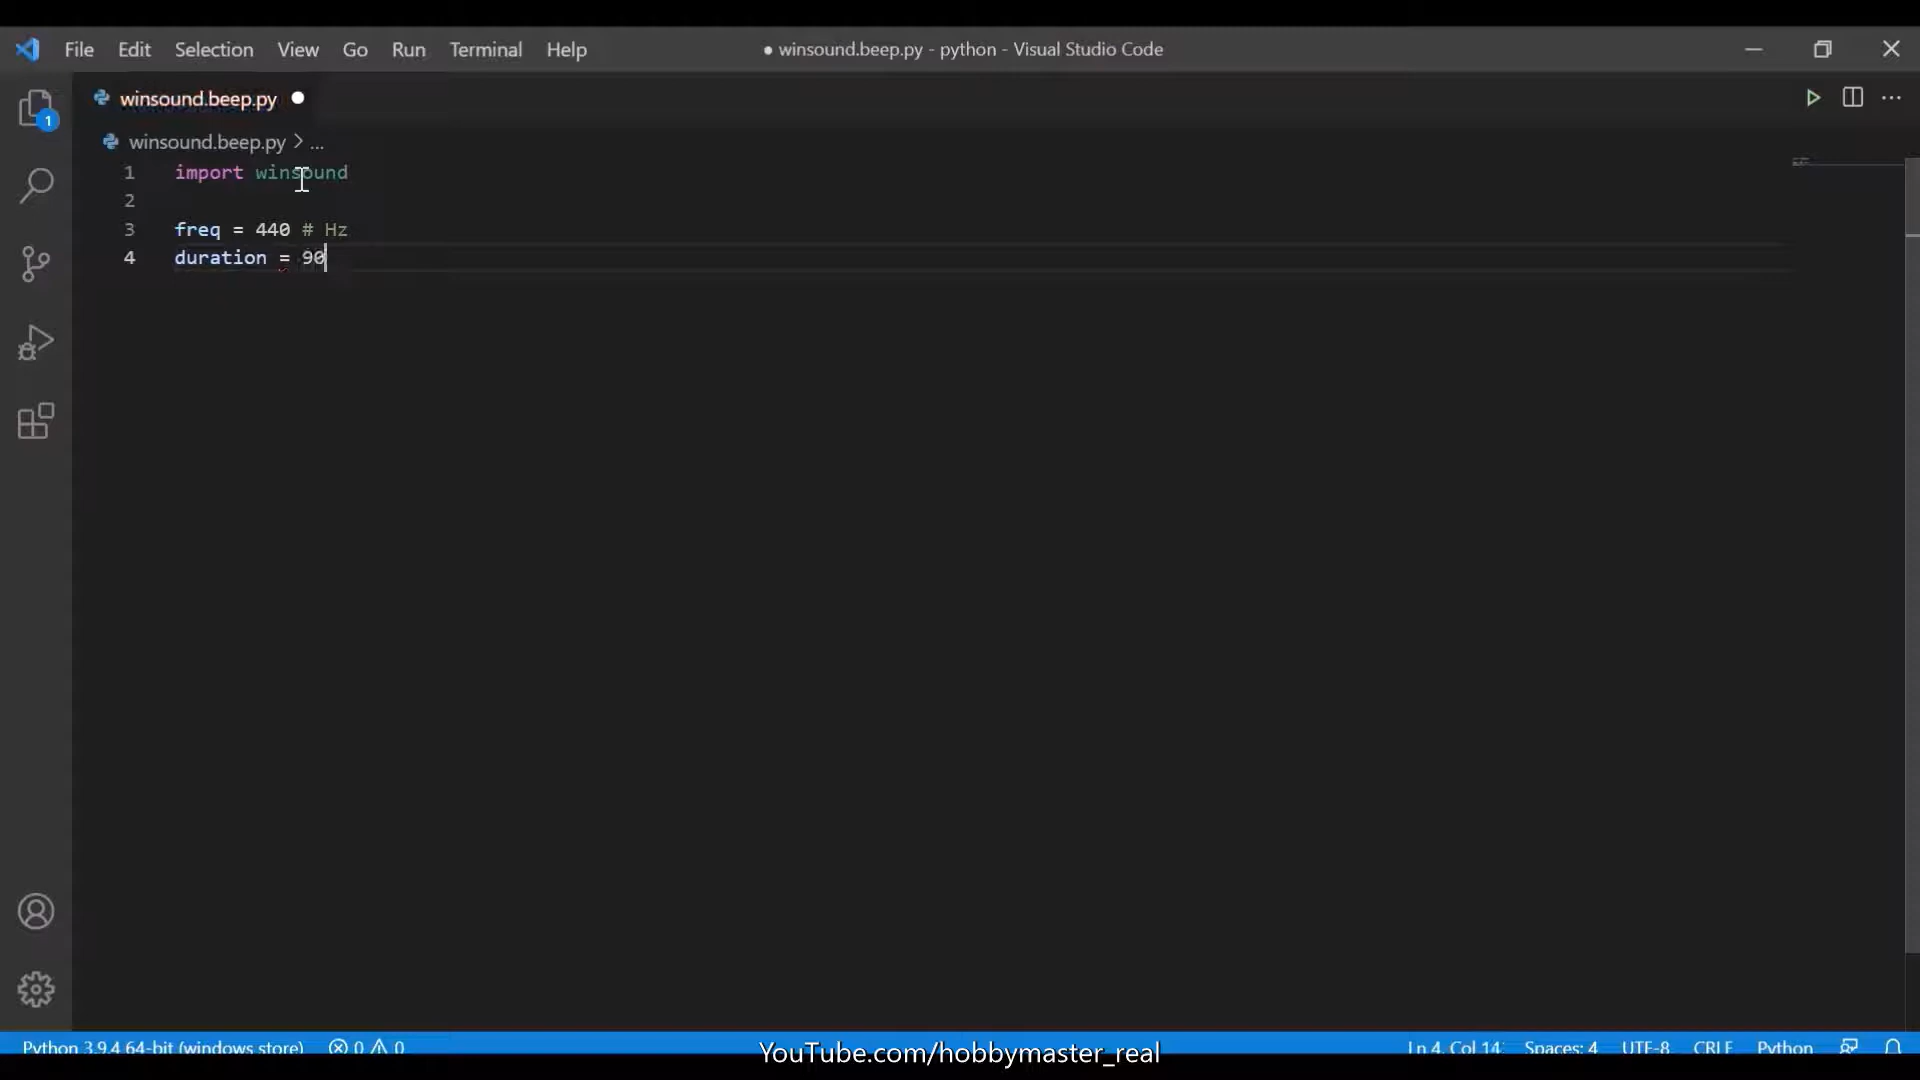 File Edit Selection View Go Run Terminal Help ● winsound.beep.py - python - Visual Studio Code
winsound.beep.py ●
winsound.beep.py > ...
1 import winsound
2
3 freq = 440 # Hz
4 duration = 90
1
Python 3.9.4 64-bit (windows store) 0 0 Ln 4, Col 14 Spaces: 4 UTF-8 CRLF Python
YouTube.com/hobbymaster_real